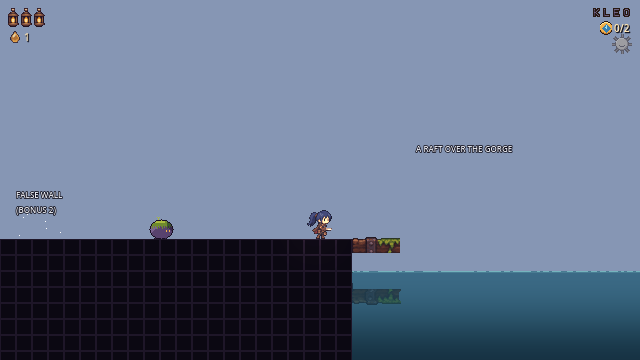 KLEO
0/2
1
A RAFT OVER THE GORGE
FALSE WALL
(BONUS 2)